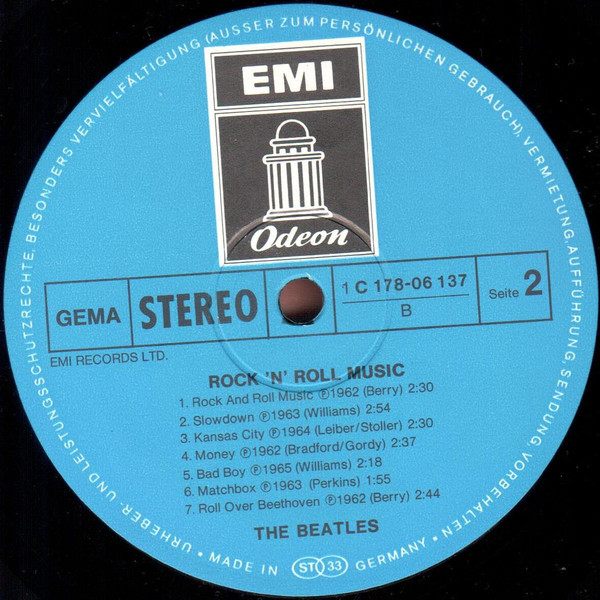 URHEBER- UND LEISTUNGSSCHUTZRECHTE, BESONDERS VERVIELFÄLTIGUNG (AUSSER ZUM PERSÖNLICHEN GEBRAUCH), VERMIETUNG, AUFFÜHRUNG, SENDUNG, VORBEHALTEN
EMI
Odeon
GEMA
STEREO
1 C 178-06 137
B
Seite 2
EMI RECORDS LTD.
ROCK 'N' ROLL MUSIC
1. Rock And Roll Music ℗1962 (Berry) 2:30
2. Slowdown ℗1963 (Williams) 2:54
3. Kansas City ℗1964 (Leiber/Stoller) 2:30
4. Money ℗1962 (Bradford/Gordy) 2:37
5. Bad Boy ℗1965 (Williams) 2:18
6. Matchbox ℗1963 (Perkins) 1:55
7. Roll Over Beethoven ℗1962 (Berry) 2:44
THE BEATLES
• MADE IN ST 33 GERMANY •